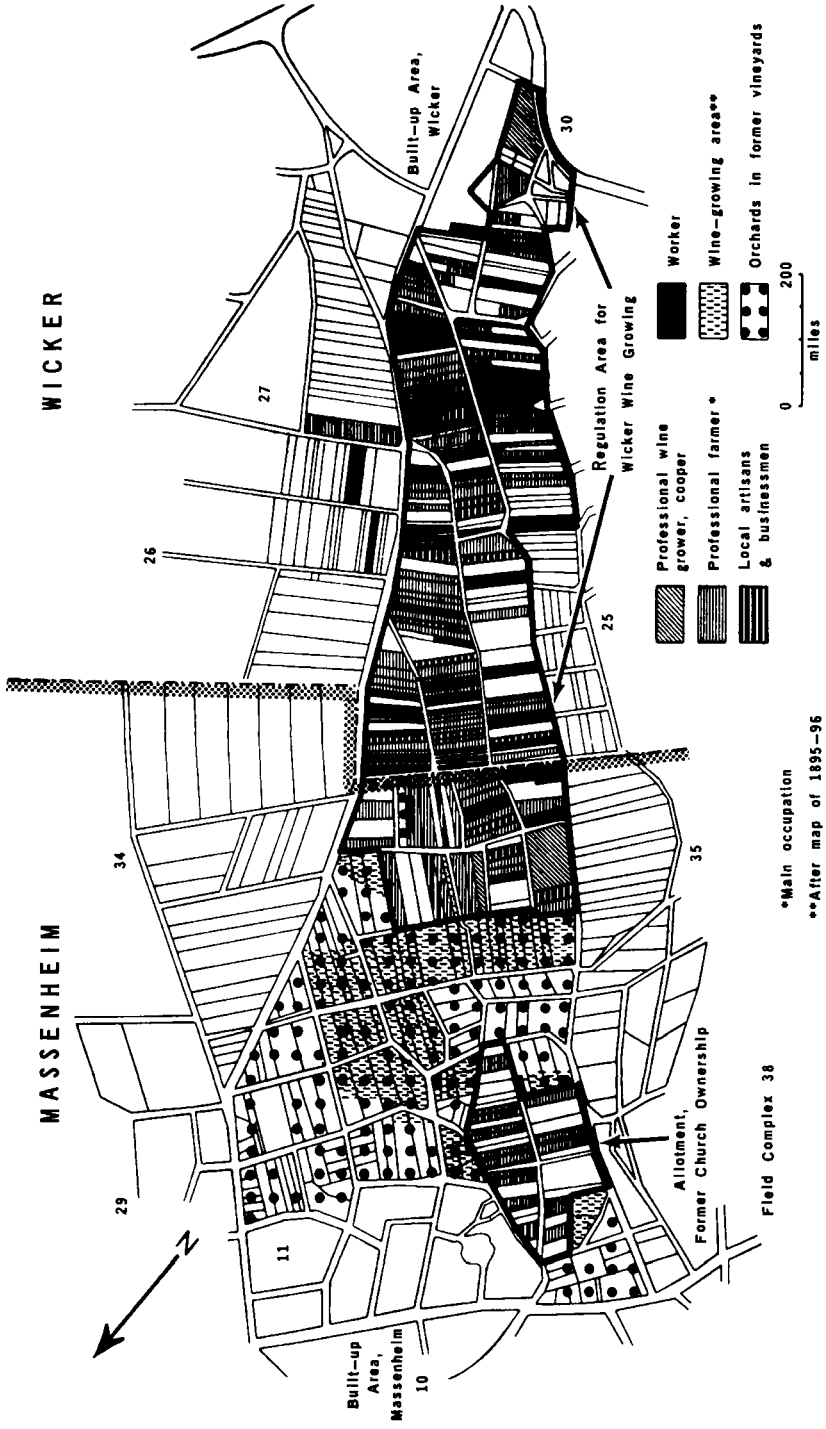 MASSENHEIM
WICKER
29
34
26
27
N
11
Built-up
Area,
Massenheim
10
Built-up Area,
Wicker
30
35
25
Allotment,
Former Church Ownership
Field Complex 38
Regulation Area for
Wicker Wine Growing
Professional wine
grower, cooper
Professional farmer *
Local artisans
& businessmen
Worker
Wine-growing area**
Orchards in former vineyards
0 200
miles
*Main occupation
**After map of 1895-96